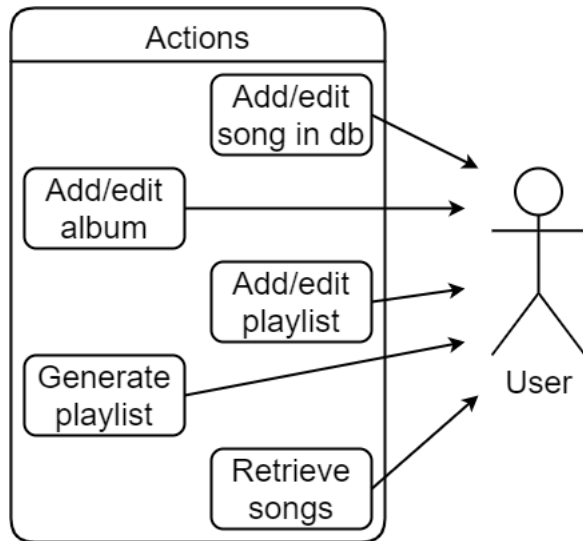 Actions
Add/edit
song in db
Add/edit
album
Add/edit
playlist
Generate
playlist
User
Retrieve
songs